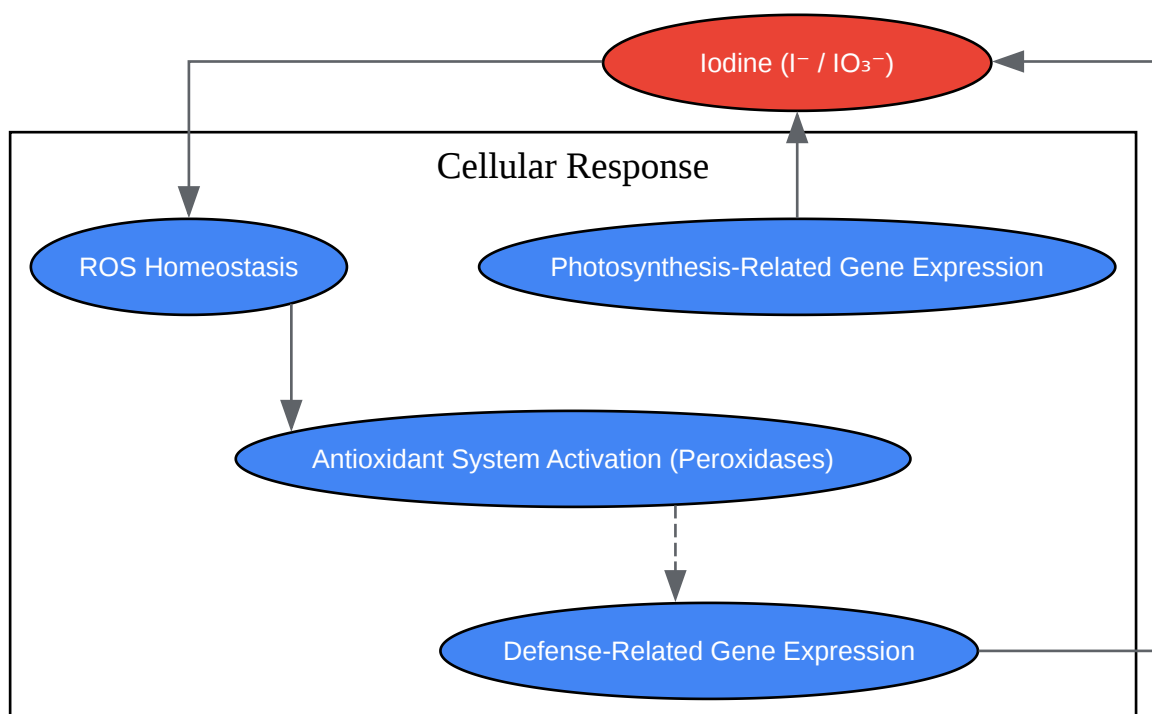 Iodine (I⁻ / IO₃⁻)
Cellular Response
ROS Homeostasis
Photosynthesis-Related Gene Expression
Antioxidant System Activation (Peroxidases)
Defense-Related Gene Expression